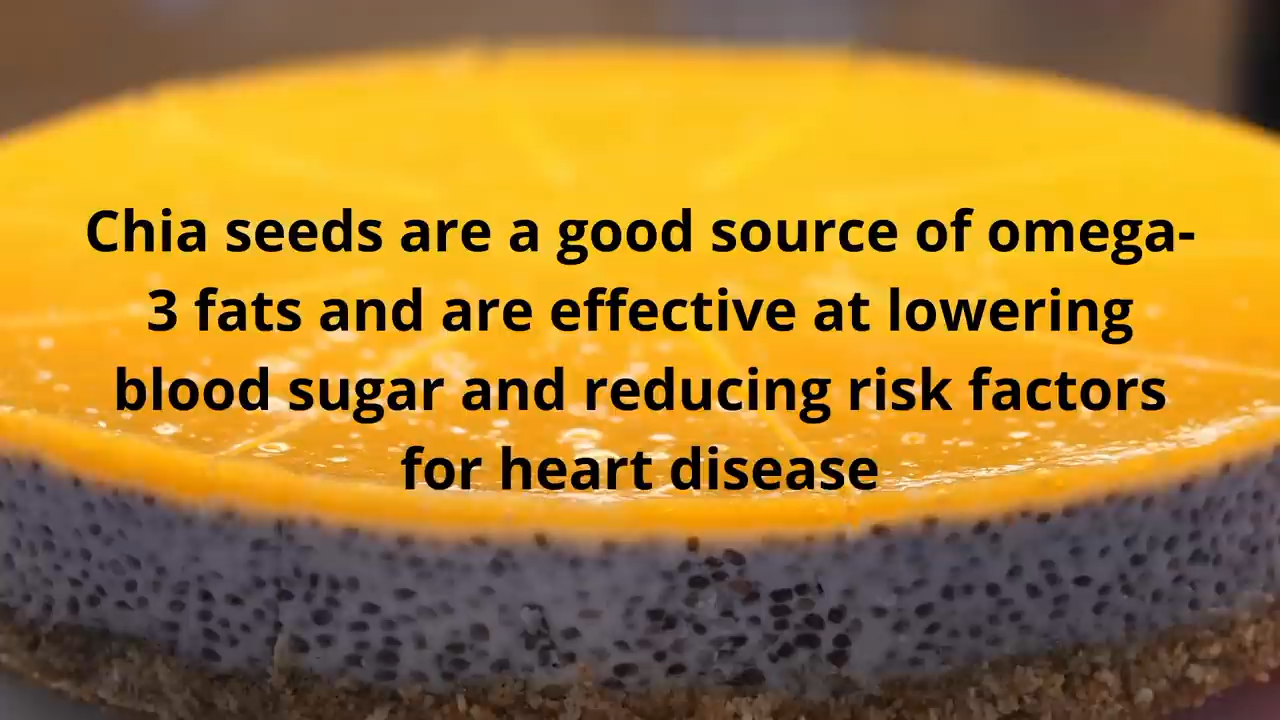 Chia seeds are a good source of omega-
3 fats and are effective at lowering
blood sugar and reducing risk factors
for heart disease